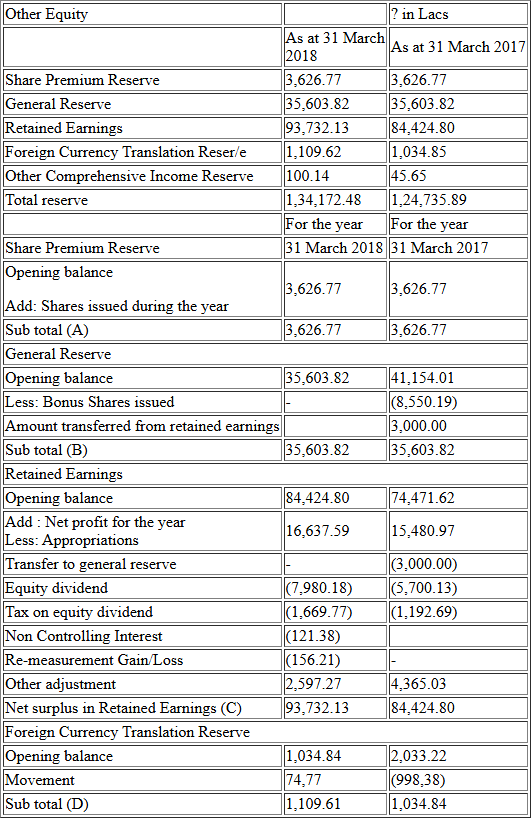 Other Equity ? in Lacs
As at 31 March 2018 As at 31 March 2017
Share Premium Reserve 3,626.77 3,626.77
General Reserve 35,603.82 35,603.82
Retained Earnings 93,732.13 84,424.80
Foreign Currency Translation Reser/e 1,109.62 1,034.85
Other Comprehensive Income Reserve 100.14 45.65
Total reserve 1,34,172.48 1,24,735.89
For the year For the year
Share Premium Reserve 31 March 2018 31 March 2017
Opening balance
Add: Shares issued during the year 3,626.77 3,626.77
Sub total (A) 3,626.77 3,626.77
General Reserve
Opening balance 35,603.82 41,154.01
Less: Bonus Shares issued - (8,550.19)
Amount transferred from retained earnings 3,000.00
Sub total (B) 35,603.82 35,603.82
Retained Earnings
Opening balance 84,424.80 74,471.62
Add : Net profit for the year
Less: Appropriations 16,637.59 15,480.97
Transfer to general reserve - (3,000.00)
Equity dividend (7,980.18) (5,700.13)
Tax on equity dividend (1,669.77) (1,192.69)
Non Controlling Interest (121.38)
Re-measurement Gain/Loss (156.21) -
Other adjustment 2,597.27 4,365.03
Net surplus in Retained Earnings (C) 93,732.13 84,424.80
Foreign Currency Translation Reserve
Opening balance 1,034.84 2,033.22
Movement 74,77 (998,38)
Sub total (D) 1,109.61 1,034.84